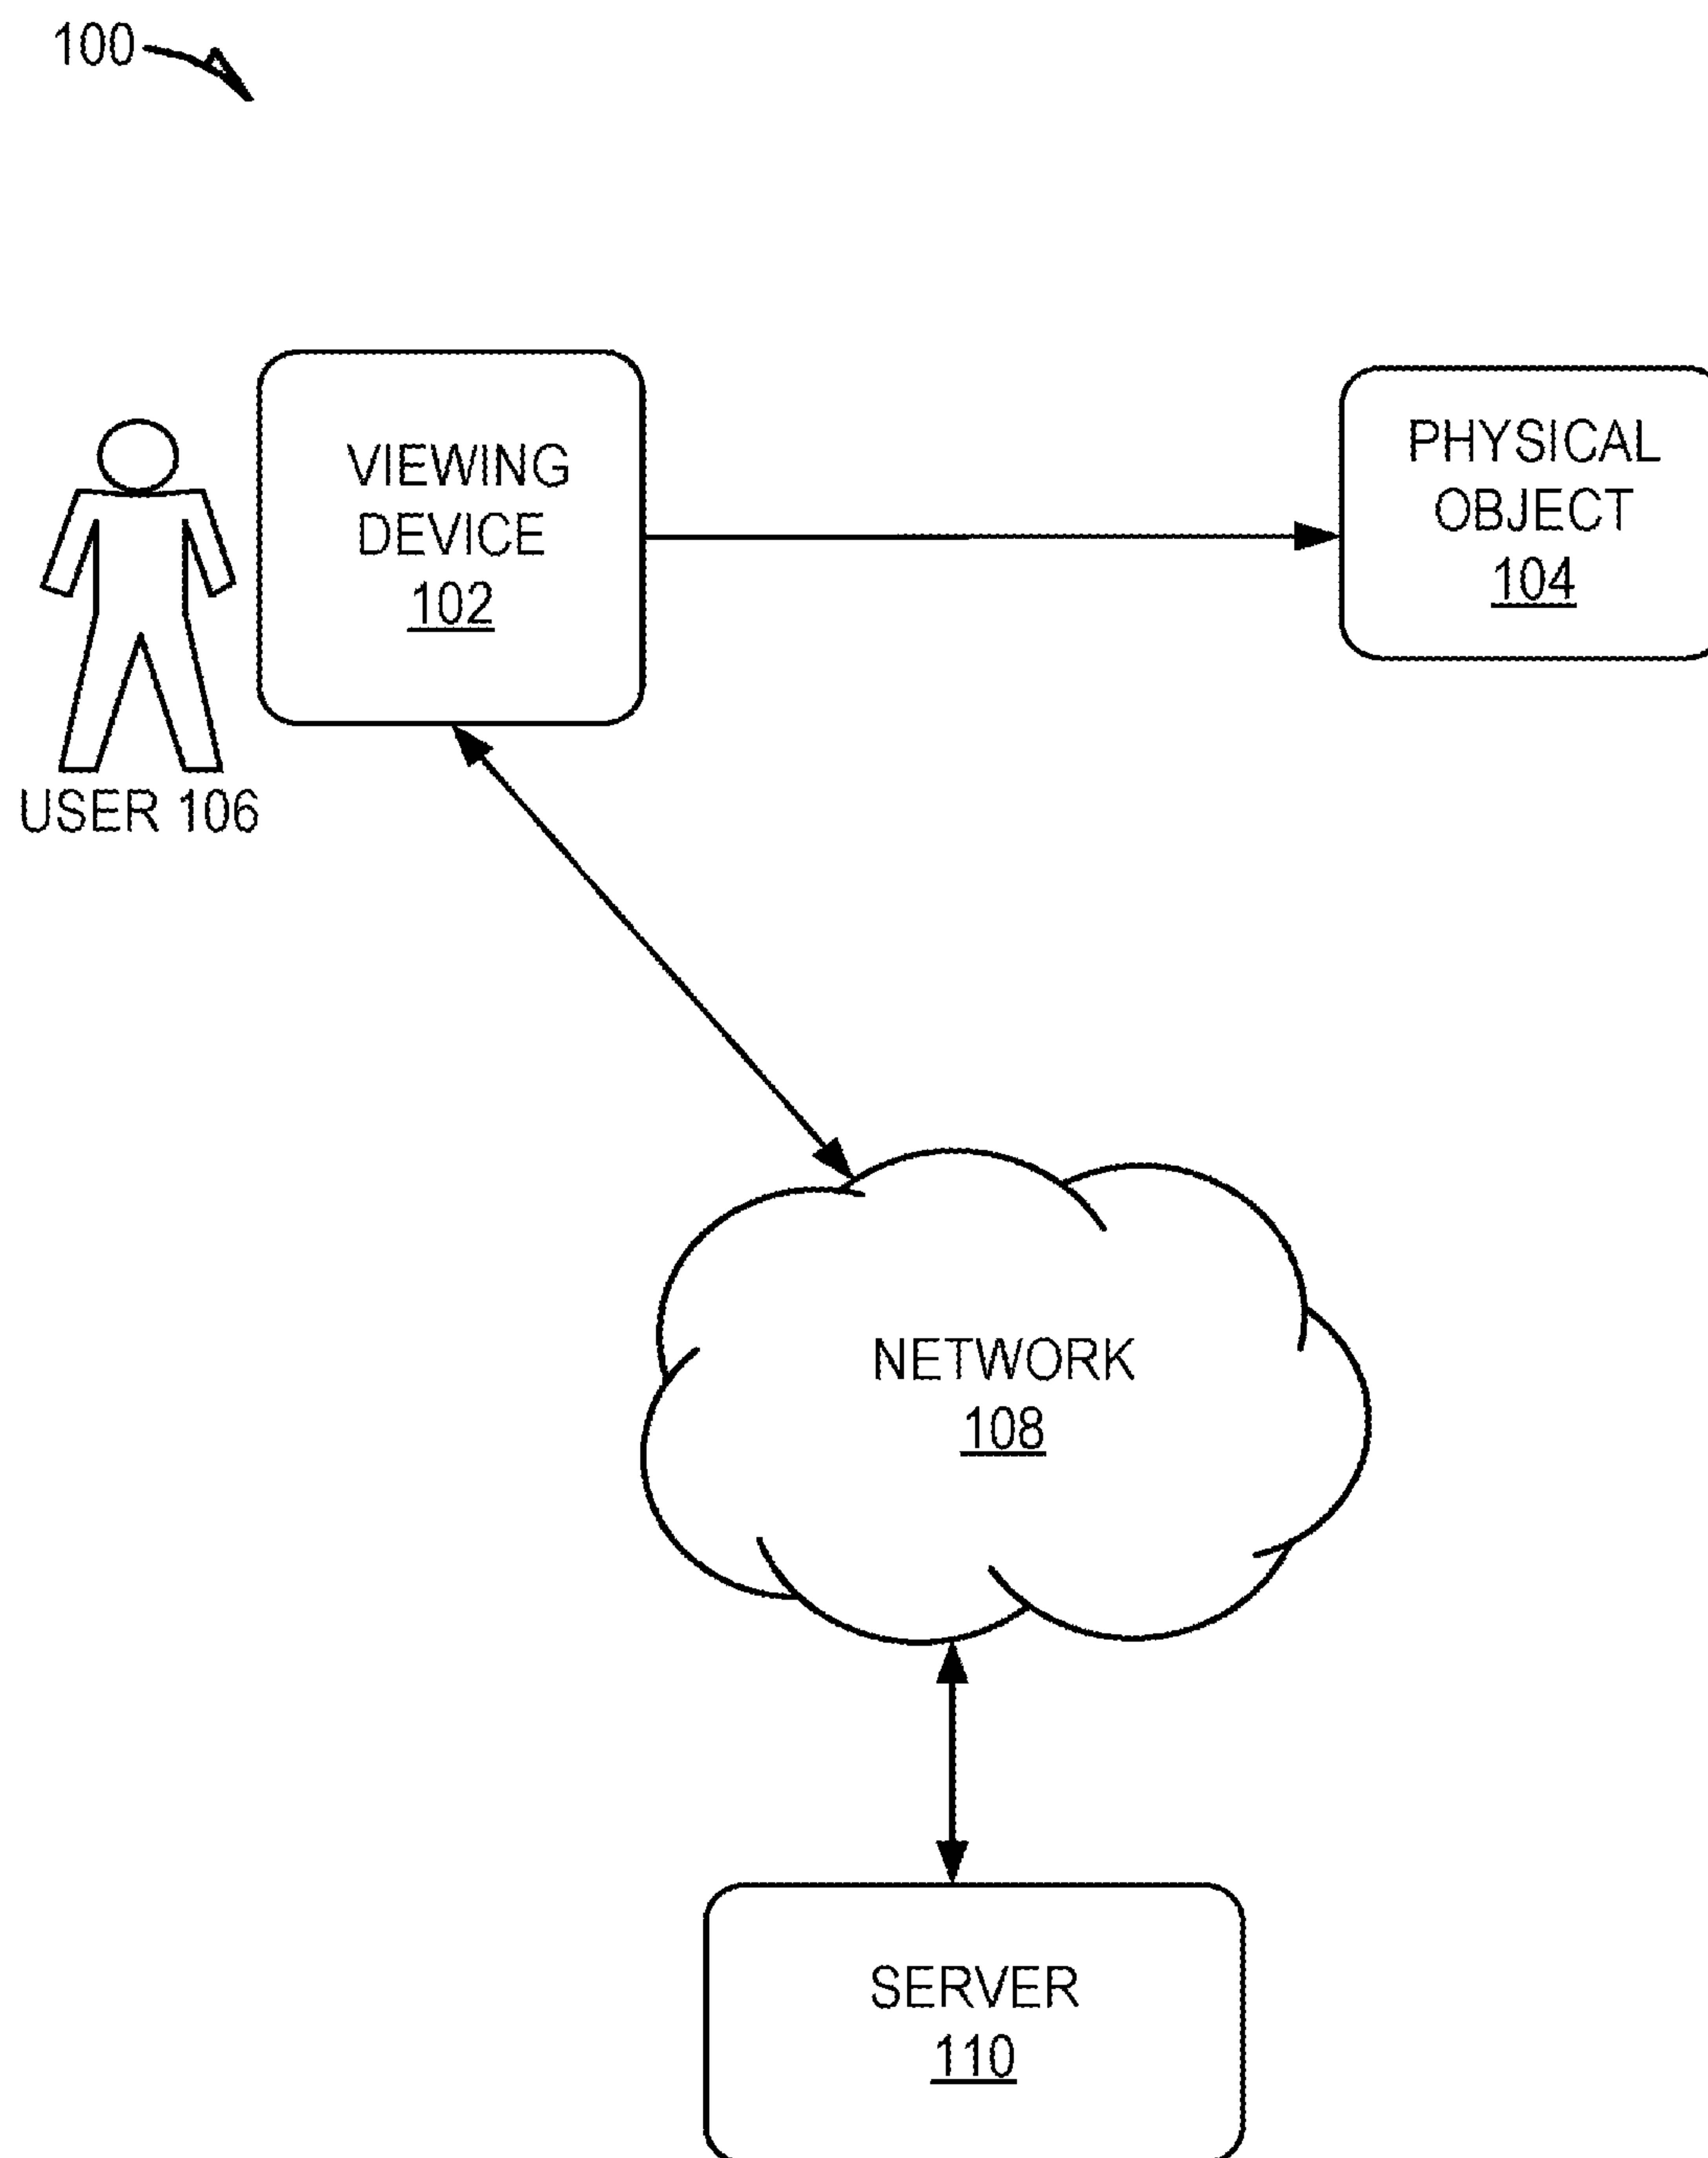 100
VIEWING
DEVICE
102
PHYSICAL
OBJECT
104
USER 106
NETWORK
108
SERVER
110